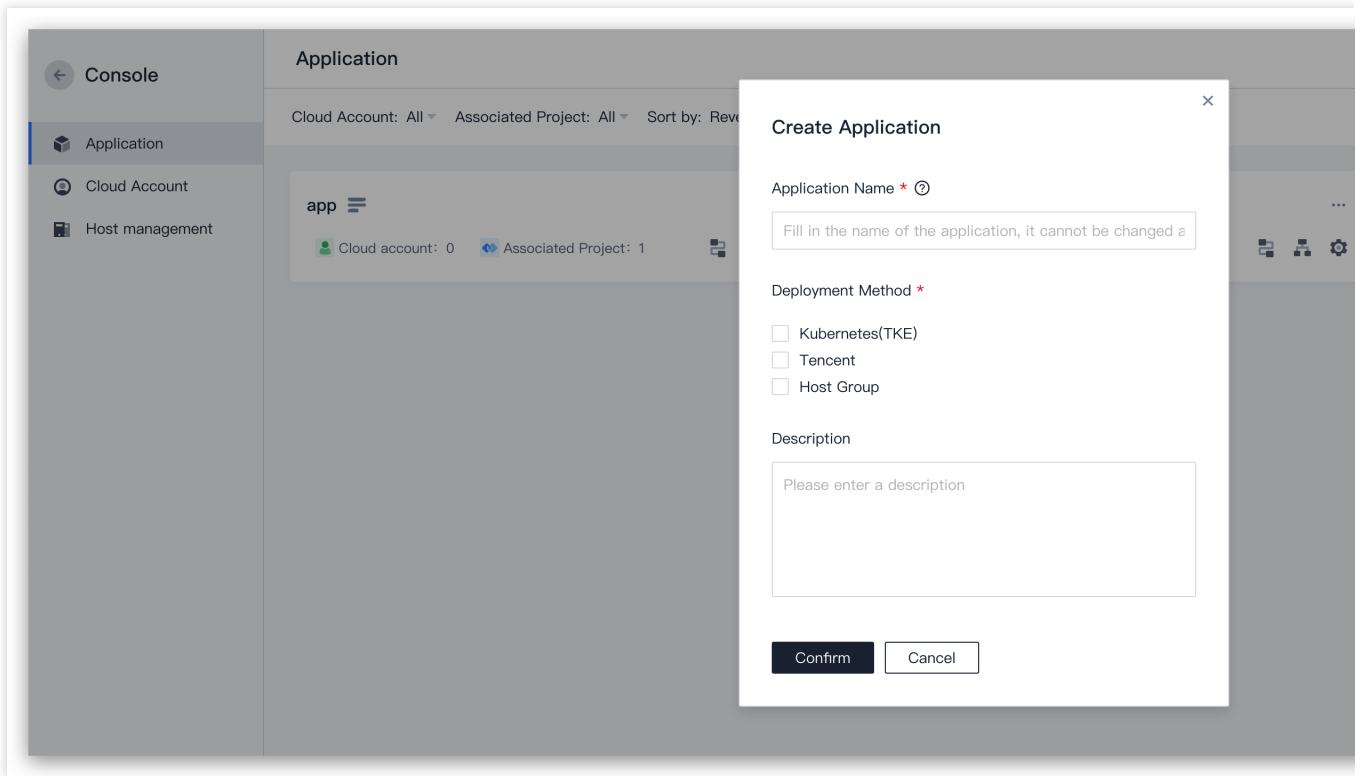 Console
Application
Cloud Account
Host management
Application
Cloud Account: All Associated Project: All Sort by: Reve
app
Cloud account: 0 Associated Project: 1
Create Application
Application Name *
Fill in the name of the application, it cannot be changed a
Deployment Method *
Kubernetes(TKE)
Tencent
Host Group
Description
Please enter a description
Confirm Cancel